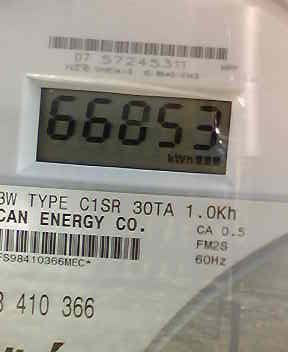 07 57245311
66853
kWh
3W TYPE C1SR 30TA 1.0Kh
CAN ENERGY CO.
CA 0.5
FM2S
FS98410366MEC*
60Hz
3 410 366